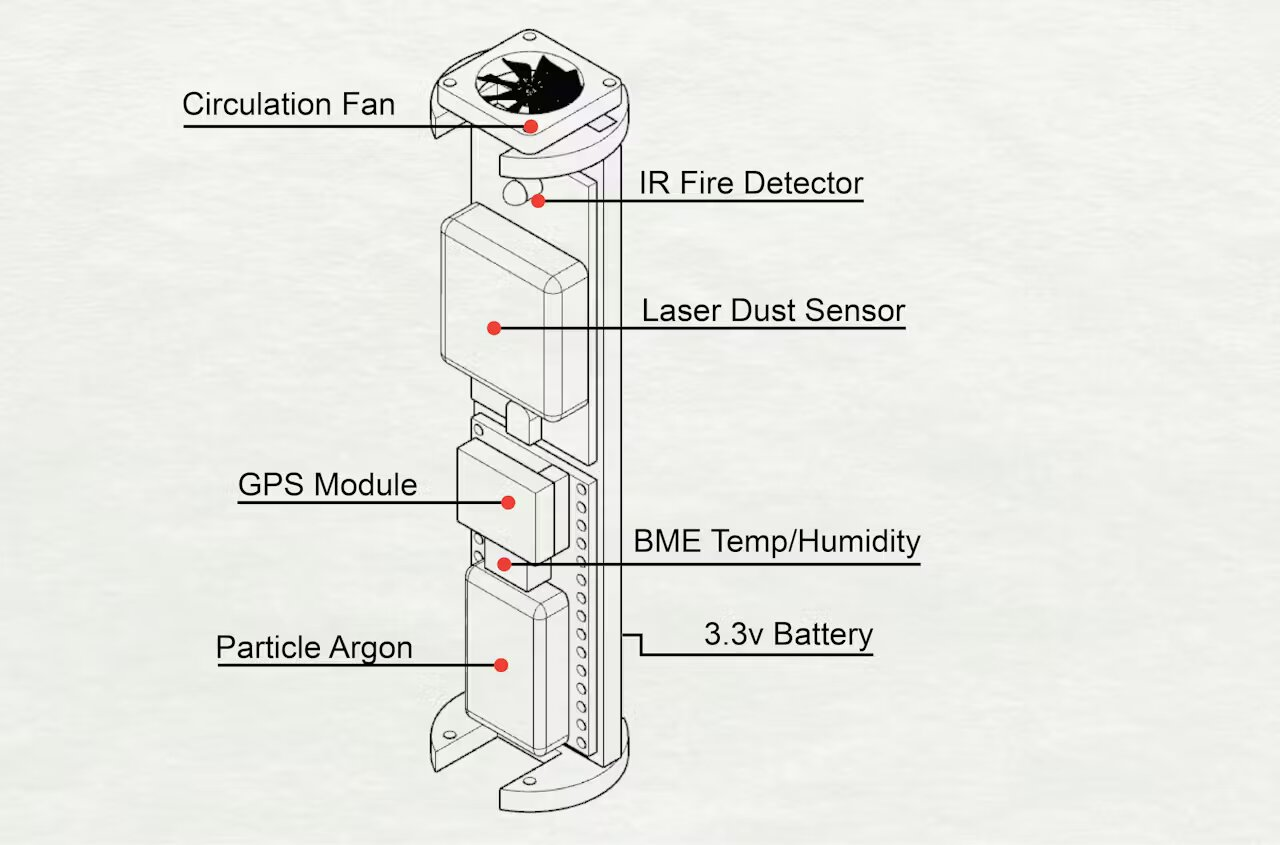 Circulation Fan
IR Fire Detector
Laser Dust Sensor
GPS Module
BME Temp/Humidity
3.3v Battery
Particle Argon